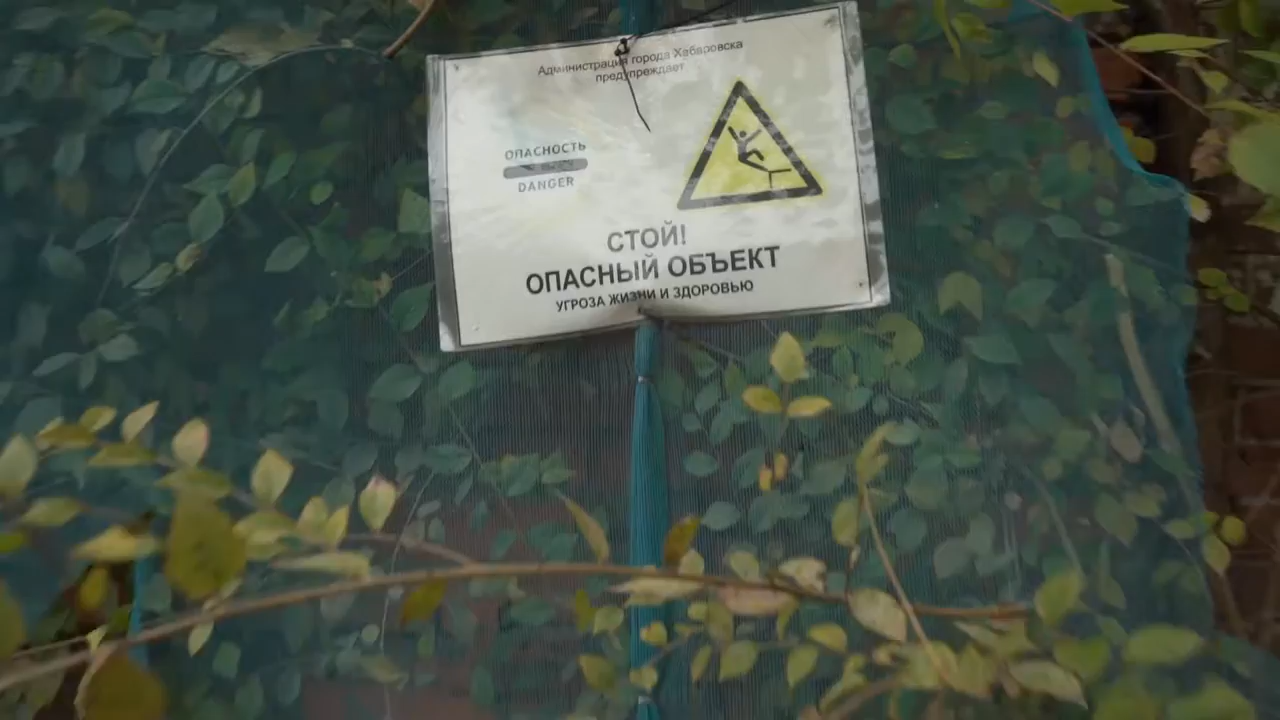 Администрация города Хабаровска
предупреждает
ОПАСНОСТЬ
DANGER
СТОЙ!
ОПАСНЫЙ ОБЪЕКТ
УГРОЗА ЖИЗНИ И ЗДОРОВЬЮ